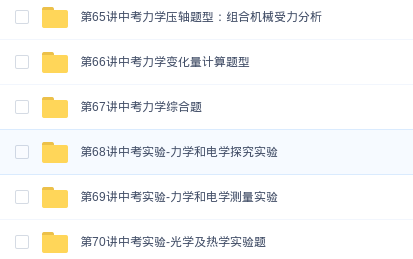 第65讲中考力学压轴题型：组合机械受力分析
第66讲中考力学变化量计算题型
第67讲中考力学综合题
第68讲中考实验-力学和电学探究实验
第69讲中考实验-力学和电学测量实验
第70讲中考实验-光学及热学实验题